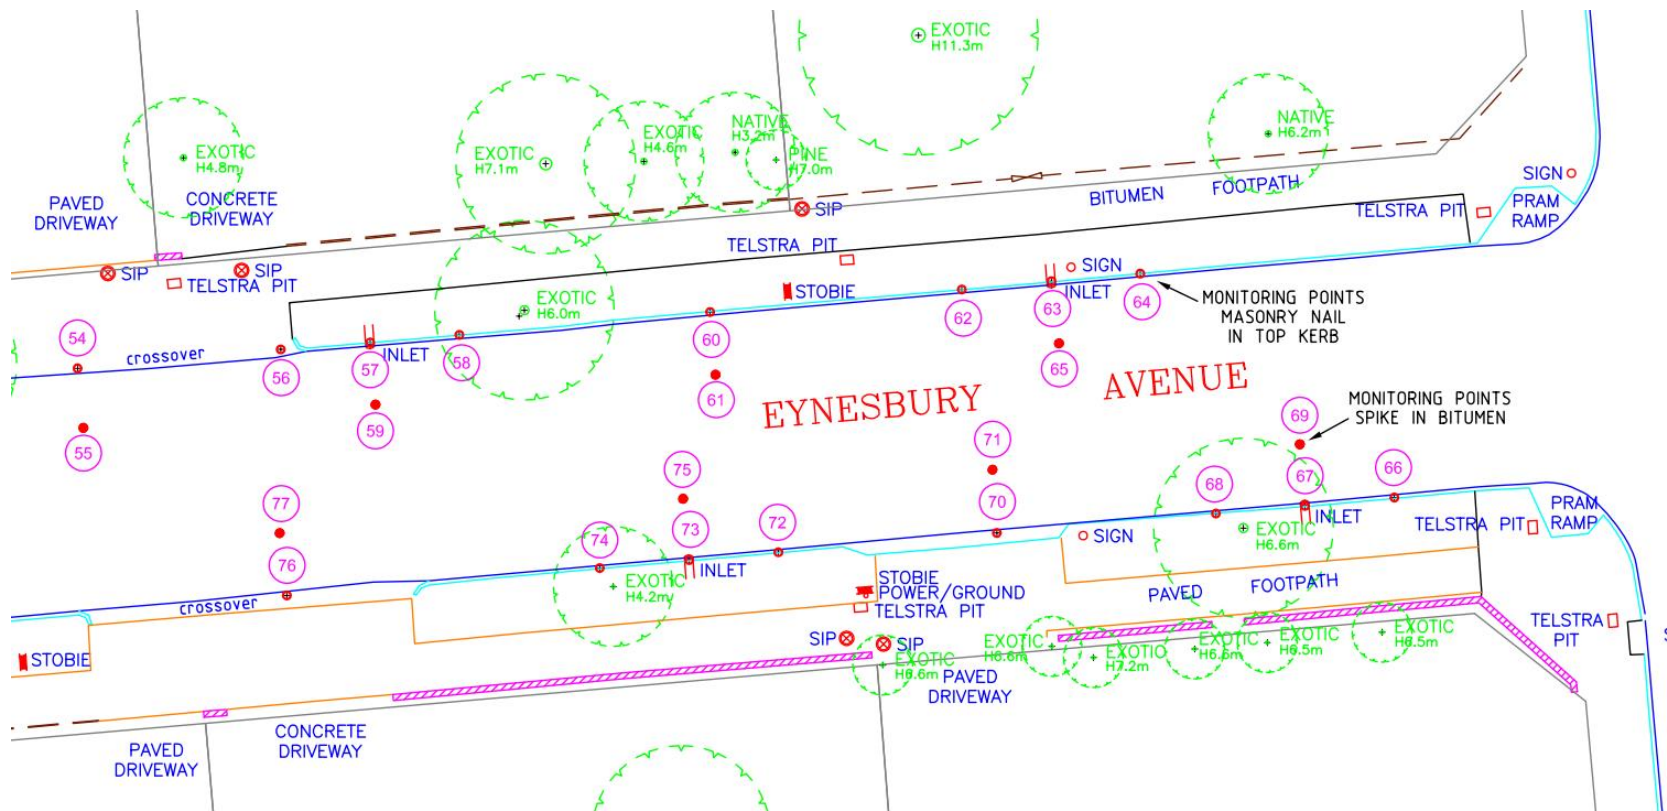 EXOTIC
H11.3m
EXOTIC
H4.8m
EXOTIC
H7.1m
EXOTIC
H4.6m
NATIVE
H3.2m
PINE
H7.0m
NATIVE
H6.2m
SIGN
PAVED
DRIVEWAY
CONCRETE
DRIVEWAY
BITUMEN FOOTPATH
TELSTRA PIT
PRAM
RAMP
SIP
SIP
SIP
TELSTRA PIT
TELSTRA PIT
SIGN
STOBIE
EXOTIC
H6.0m
INLET
MONITORING POINTS
MASONRY NAIL
IN TOP KERB
54
crossover
56
57
INLET
58
60
62
63
64
65
61
59
55
EYNESBURY AVENUE
MONITORING POINTS
SPIKE IN BITUMEN
69
71
75
77
66
67
68
70
72
73
74
76
INLET
PRAM
RAMP
TELSTRA PIT
SIGN
EXOTIC
H6.6m
INLET
EXOTIC
H4.2m
STOBIE
POWER/GROUND
TELSTRA PIT
PAVED FOOTPATH
crossover
SIP
SIP
STOBIE
EXOTIC
H6.6m
EXOTIC
H6.6m
EXOTIC
H7.2m
EXOTIC
EXOTIC
H6.5m
EXOTIC
H6.5m
TELSTRA
PIT
PAVED
DRIVEWAY
CONCRETE
DRIVEWAY
PAVED
DRIVEWAY